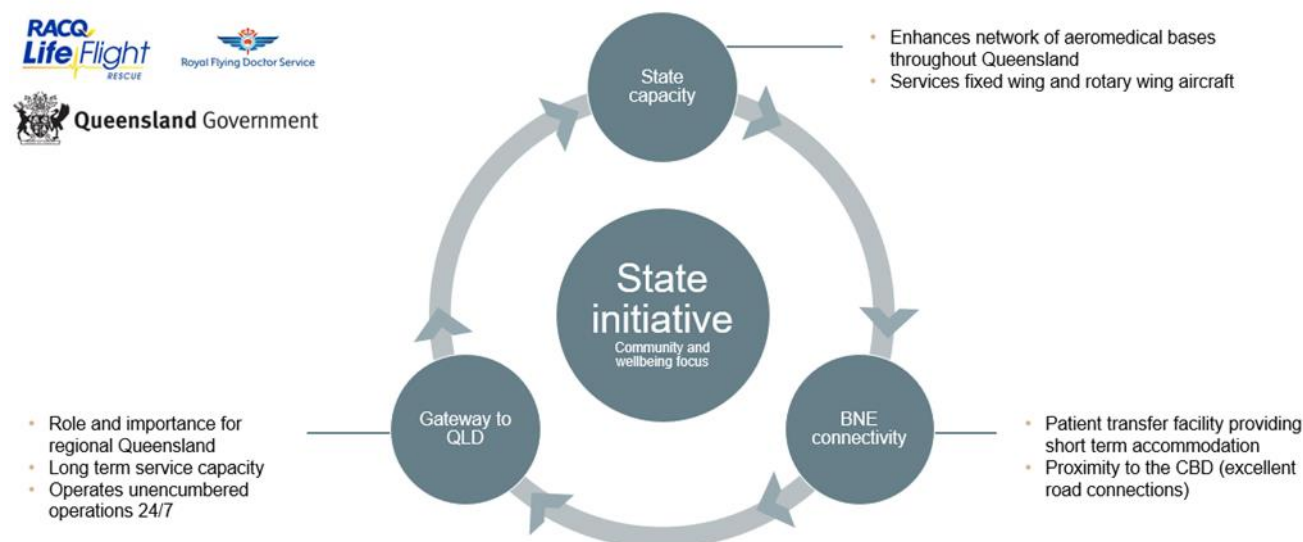 RACQ
LifeFlight
RESCUE
Royal Flying Doctor Service
Queensland Government
State
capacity
• Enhances network of aeromedical bases
throughout Queensland
• Services fixed wing and rotary wing aircraft
State
initiative
Community and
wellbeing focus
Gateway to
QLD
• Role and importance for
regional Queensland
• Long term service capacity
• Operates unencumbered
operations 24/7
BNE
connectivity
• Patient transfer facility providing
short term accommodation
• Proximity to the CBD (excellent
road connections)